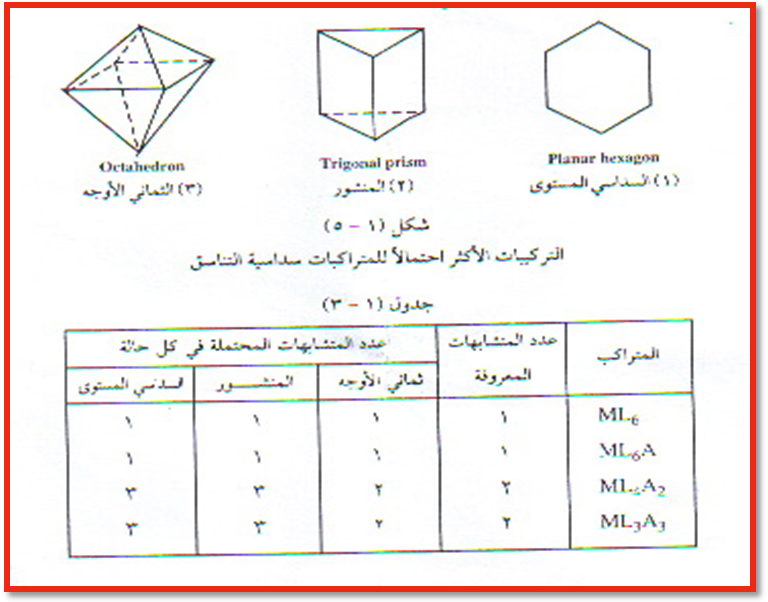 Planar hexagon Trigonal prism Octahedron
(١) السداسي المستوى (٢) المنشور (٣) الثماني الأوجه
شكل (١ – ٥)
التركيبات الأكثر احتمالاً للمتراكبات سداسية التناسق
جدول (١ – ٣)
المتراكب عدد المتشابهات المعروفة عدد المتشابهات المحتملة في كل حالة
ثماني الأوجه المنشـــور السداسي المستوى
ML6 ١ ١ ١ ١
ML6A ١ ١ ١ ١
ML4A2 ٢ ٢ ٣ ٣
ML3A3 ٢ ٢ ٣ ٣